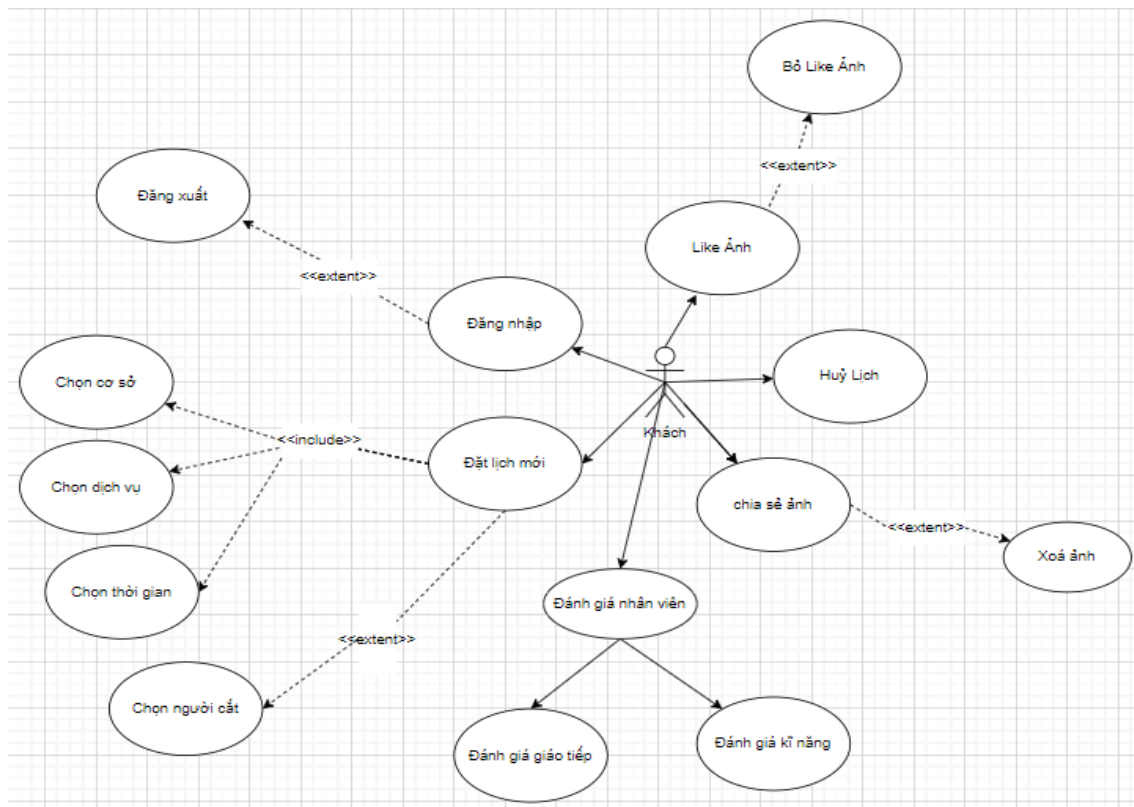 Bỏ Like Ảnh
<<extent>>
Đăng xuất
Like Ảnh
<<extent>>
Đăng nhập
Chọn cơ sở
Huỷ Lịch
Khách
<<include>>
Đặt lịch mới
Chọn dịch vụ
chia sẻ ảnh
<<extent>>
Xoá ảnh
Chọn thời gian
Đánh giá nhân viên
<<extent>>
Chọn người cắt
Đánh giá giáo tiếp
Đánh giá kĩ năng